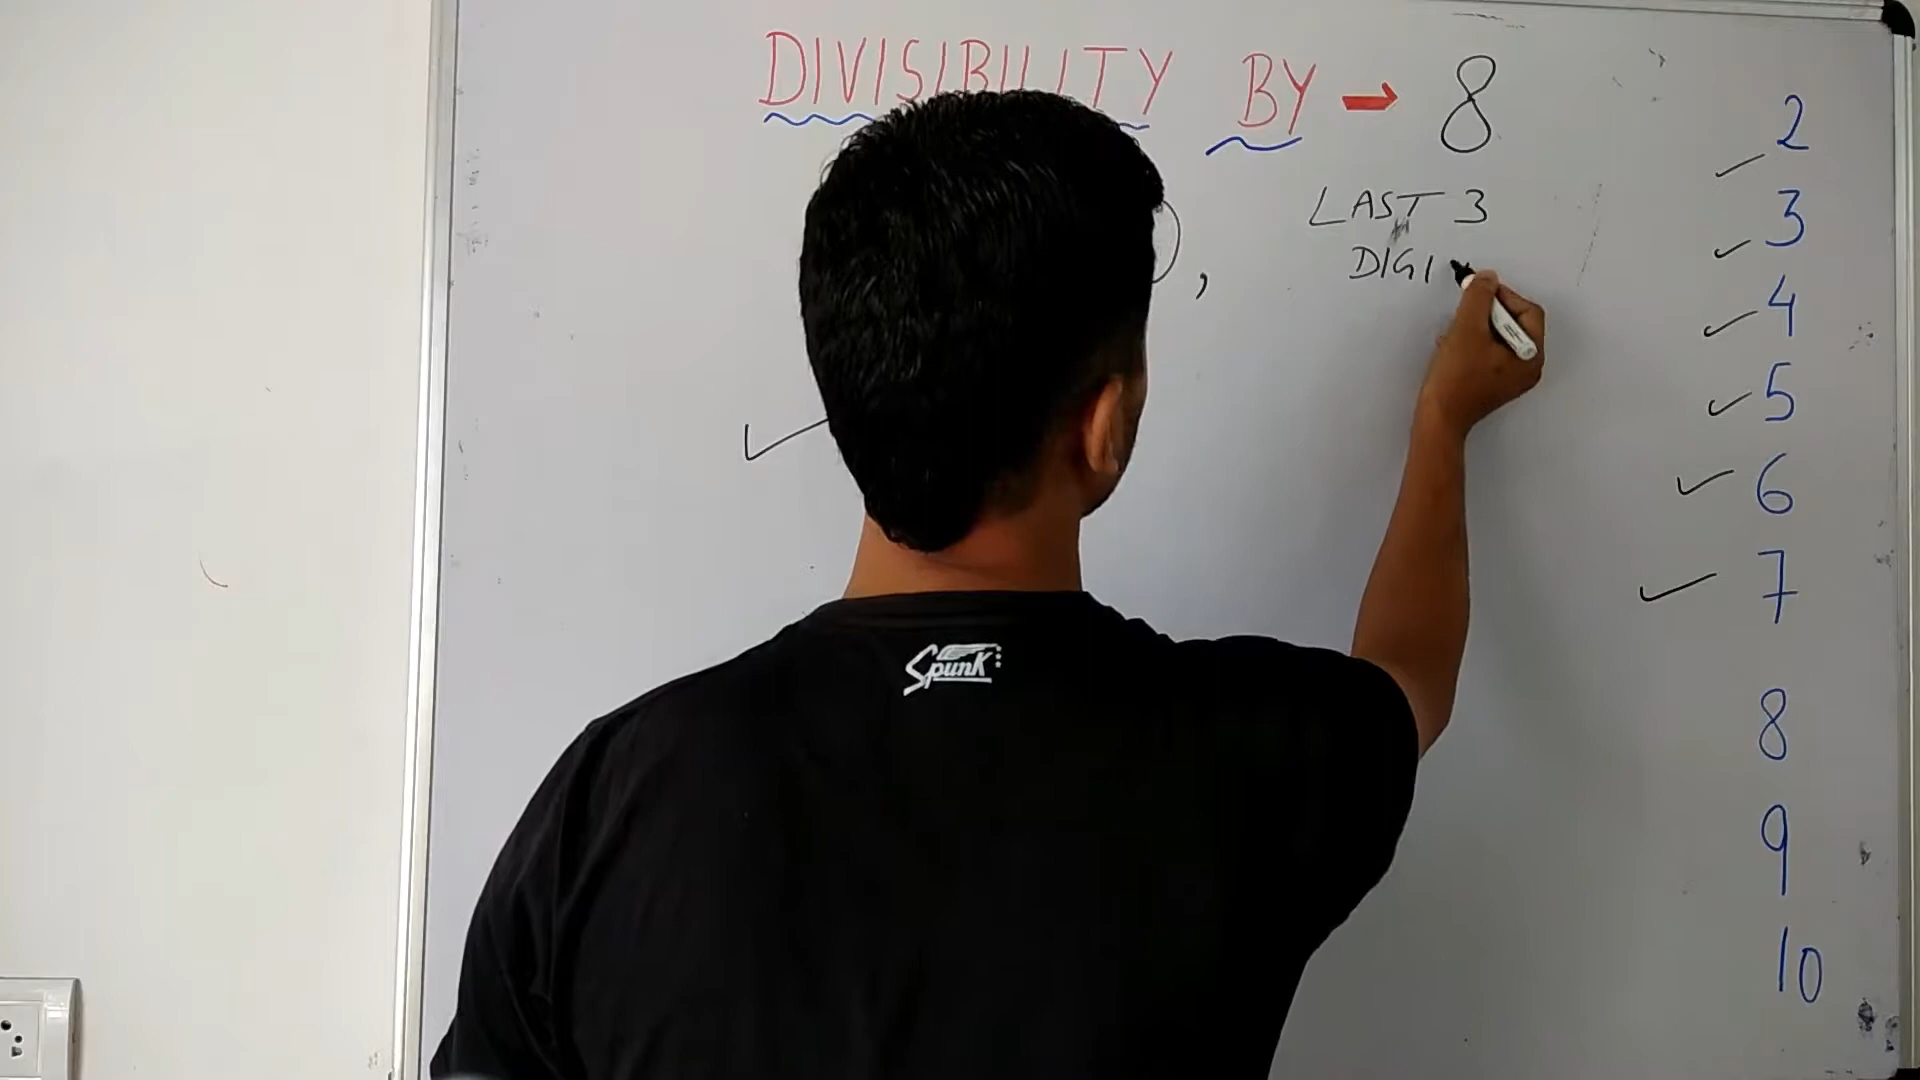 DIVISIBILITY BY → 8
LAST 3
DIGI
,
✓
✓ 2
✓ 3
✓ 4
✓ 5
✓ 6
✓ 7
8
9
10
Spunk